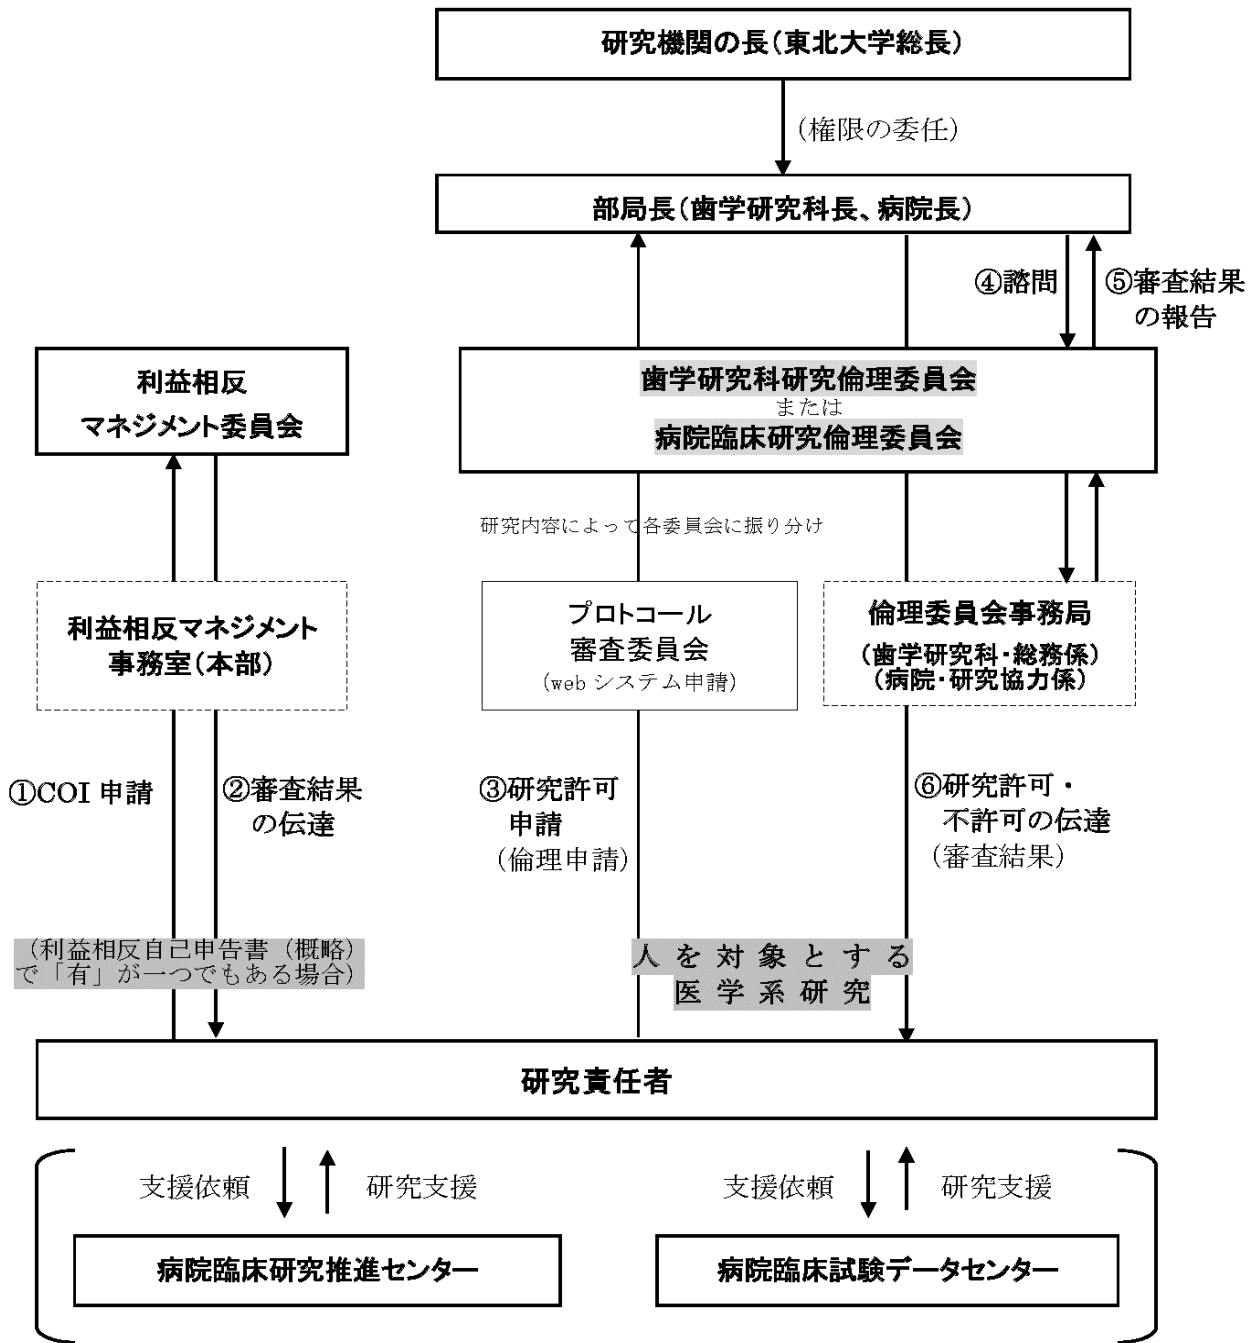 研究機関の長(東北大学総長)
(権限の委任)
部局長(歯学研究科長、病院長)
④諮問
⑤審査結果
の報告
利益相反
マネジメント委員会
歯学研究科研究倫理委員会
または
病院臨床研究倫理委員会
研究内容によって各委員会に振り分け
利益相反マネジメント
事務室(本部)
プロトコール
審査委員会
(web システム申請)
倫理委員会事務局
(歯学研究科・総務係)
(病院・研究協力係)
①COI 申請
②審査結果
の伝達
③研究許可
申請
(倫理申請)
⑥研究許可・
不許可の伝達
(審査結果)
(利益相反自己申告書(概略)
で「有」が一つでもある場合)
人を対象とする
医学系研究
研究責任者
支援依頼
研究支援
支援依頼
研究支援
病院臨床研究推進センター
病院臨床試験データセンター